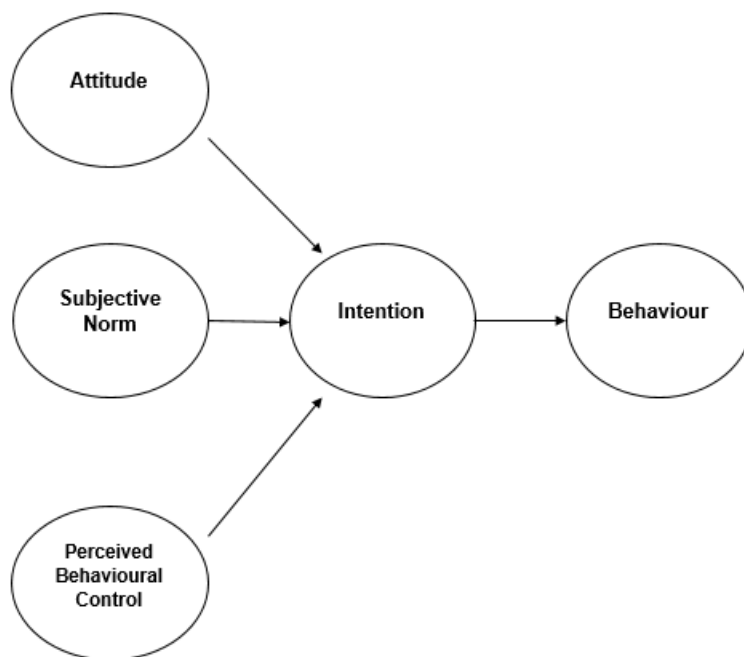 Attitude
Subjective
Norm
Intention
Behaviour
Perceived
Behavioural
Control